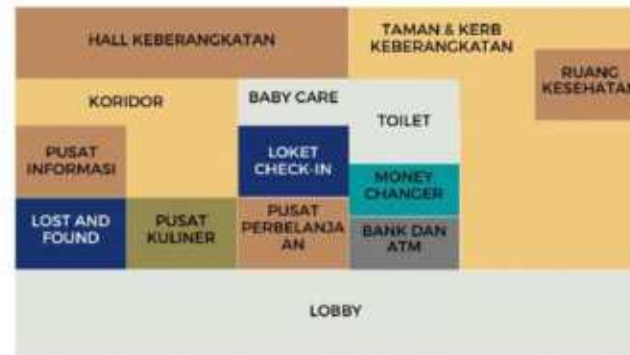 HALL KEBERANGKATAN
TAMAN & KERB
KEBERANGKATAN
RUANG
KESEHATAN
KORIDOR
BABY CARE
TOILET
PUSAT
INFORMASI
LOKET
CHECK-IN
MONEY
CHANGER
LOST AND
FOUND
PUSAT
KULINER
PUSAT
PERBELANJA
AN
BANK DAN
ATM
LOBBY